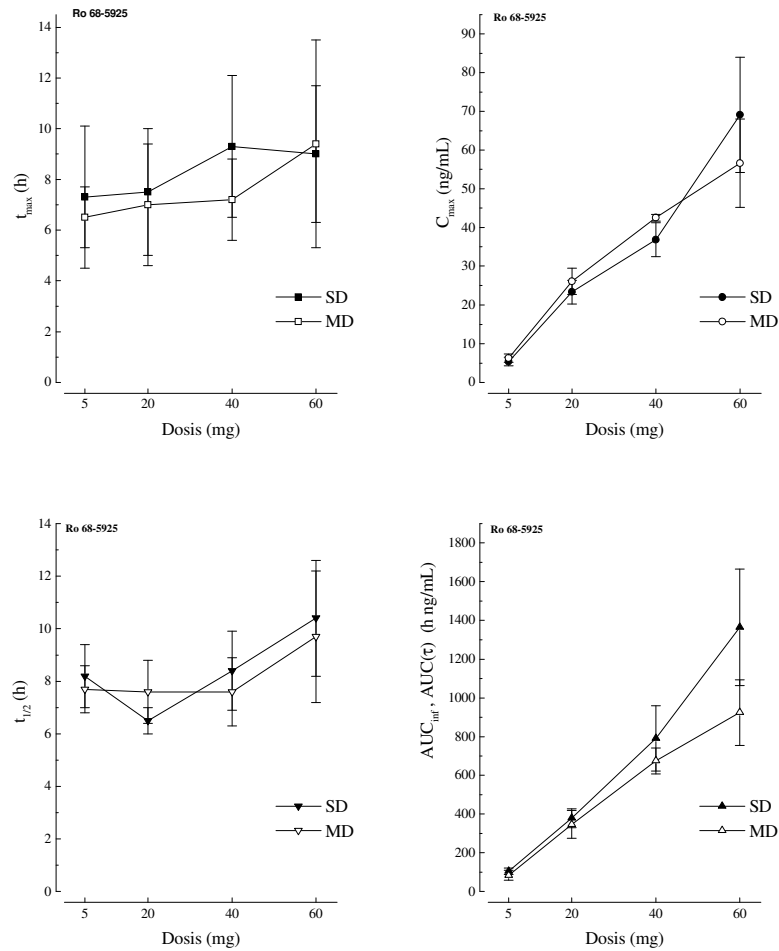 Ro 68-5925
14
12
10
8
6
4
2
0
t_max (h)
SD
MD
5 20 40 60
Dosis (mg)
Ro 68-5925
90
80
70
60
50
40
30
20
10
0
C_max (ng/mL)
SD
MD
5 20 40 60
Dosis (mg)
Ro 68-5925
14
12
10
8
6
4
2
0
t_1/2 (h)
SD
MD
5 20 40 60
Dosis (mg)
Ro 68-5925
1800
1600
1400
1200
1000
800
600
400
200
0
AUC_inf , AUC(τ) (h ng/mL)
SD
MD
5 20 40 60
Dosis (mg)